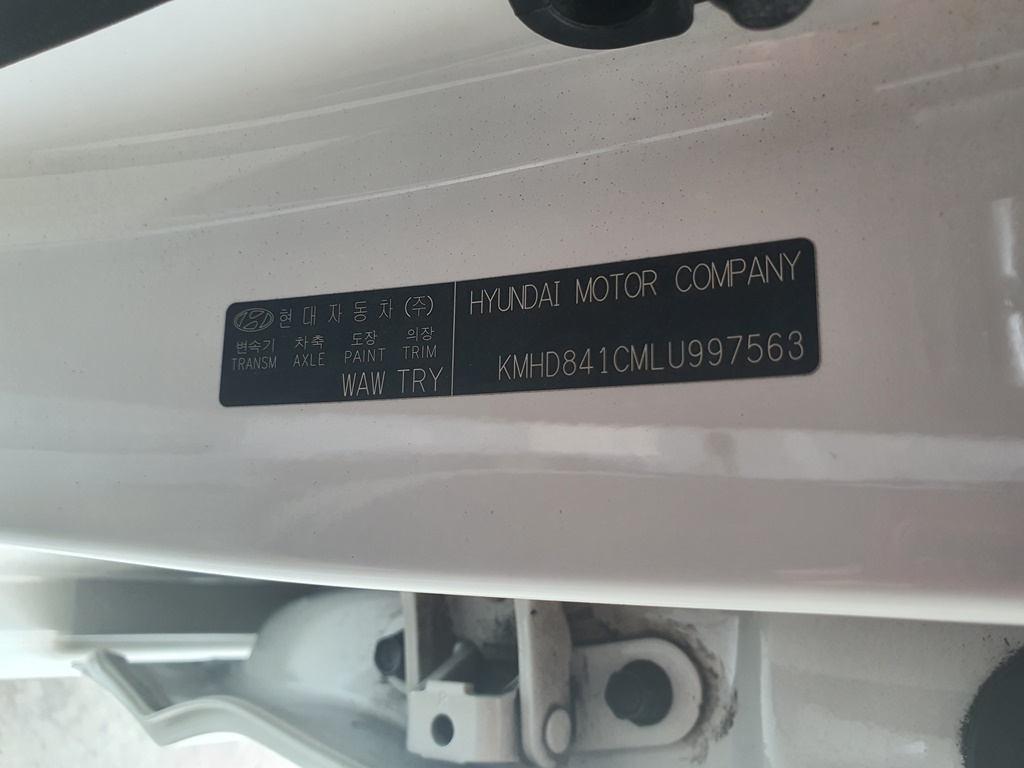 현대자동차(주)
변속기 차축 도장 의장
TRANSM AXLE PAINT TRIM
WAW TRY
HYUNDAI MOTOR COMPANY
KMHD841CMLU997563